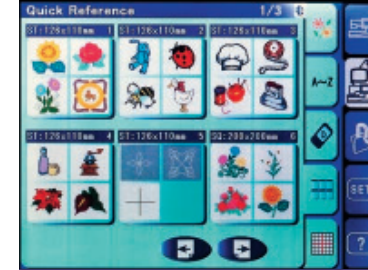 Quick Reference 1/3
ST:126x110mm 1 ST:126x110mm 2 ST:126x110mm 3
A~Z
ST:126x110mm 4 ST:126x110mm 5 SQ:200x200mm 6
SET
?